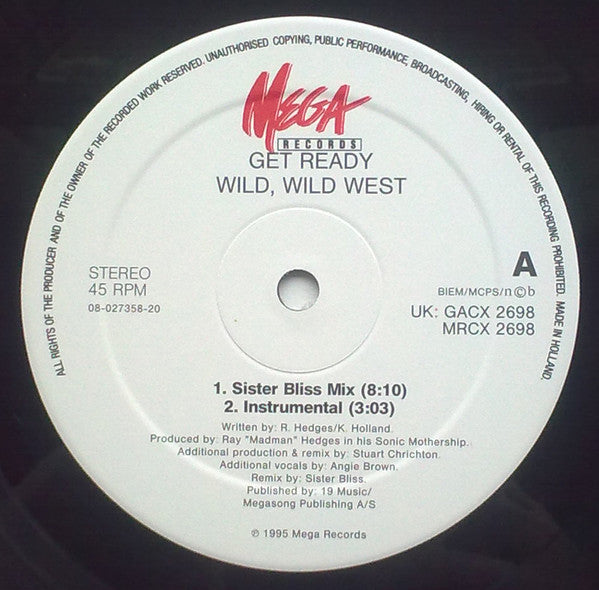 ALL RIGHTS OF THE PRODUCER AND OF THE OWNER OF THE RECORDED WORK RESERVED. UNAUTHORISED COPYING, PUBLIC PERFORMANCE, BROADCASTING, HIRING OR RENTAL OF THIS RECORDING PROHIBITED. MADE IN HOLLAND.
MEGA
RECORDS
GET READY
WILD, WILD WEST
STEREO
45 RPM
08-027358-20
A
BIEM/MCPS/n©b
UK: GACX 2698
MRCX 2698
1. Sister Bliss Mix (8:10)
2. Instrumental (3:03)
Written by: R. Hedges/K. Holland.
Produced by: Ray "Madman" Hedges in his Sonic Mothership.
Additional production & remix by: Stuart Chrichton.
Additional vocals by: Angie Brown.
Remix by: Sister Bliss.
Published by: 19 Music/
Megasong Publishing A/S
℗ 1995 Mega Records